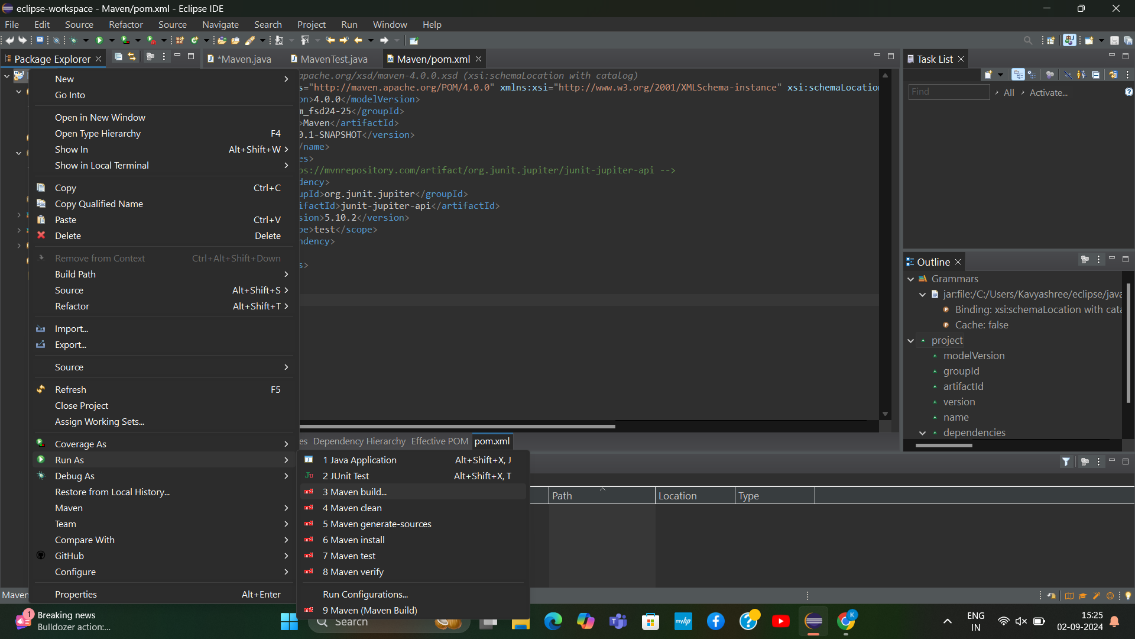 eclipse-workspace - Maven/pom.xml - Eclipse IDE
File Edit Source Refactor Source Navigate Search Project Run Window Help
Package Explorer
*Maven.java MavenTest.java Maven/pom.xml
Task List
Find All Activate...
apache.org/xsd/maven-4.0.0.xsd (xsi:schemaLocation with catalog)
s="http://maven.apache.org/POM/4.0.0" xmlns:xsi="http://www.w3.org/2001/XMLSchema-instance" xsi:schemaLocation
on>4.0.0</modelVersion>
m_fsd24-25</groupId>
>Maven</artifactId>
0.1-SNAPSHOT</version>
/name>
es>
ps://mvnrepository.com/artifact/org.junit.jupiter/junit-jupiter-api -->
dency>
upId>org.junit.jupiter</groupId>
ifactId>junit-jupiter-api</artifactId>
sion>5.10.2</version>
pe>test</scope>
ndency>
s>
New
Go Into
Open in New Window
Open Type Hierarchy F4
Show In Alt+Shift+W
Show in Local Terminal
Copy Ctrl+C
Copy Qualified Name
Paste Ctrl+V
Delete Delete
Remove from Context Ctrl+Alt+Shift+Down
Build Path
Source Alt+Shift+S
Refactor Alt+Shift+T
Import...
Export...
Source
Refresh F5
Close Project
Assign Working Sets...
Coverage As
Run As
Debug As
Restore from Local History...
Maven
Team
Compare With
GitHub
Configure
Properties Alt+Enter
es Dependency Hierarchy Effective POM pom.xml
1 Java Application Alt+Shift+X, J
2 JUnit Test Alt+Shift+X, T
3 Maven build...
4 Maven clean
5 Maven generate-sources
6 Maven install
7 Maven test
8 Maven verify
Run Configurations...
9 Maven (Maven Build)
Outline
Grammars
jar:file:/C:/Users/Kavyashree/eclipse/java
Binding: xsi:schemaLocation with cata
Cache: false
project
modelVersion
groupId
artifactId
version
name
dependencies
Path Location Type
Maven
1 Breaking news
Bulldozer action:...
Search
ENG
IN
15:25
02-09-2024